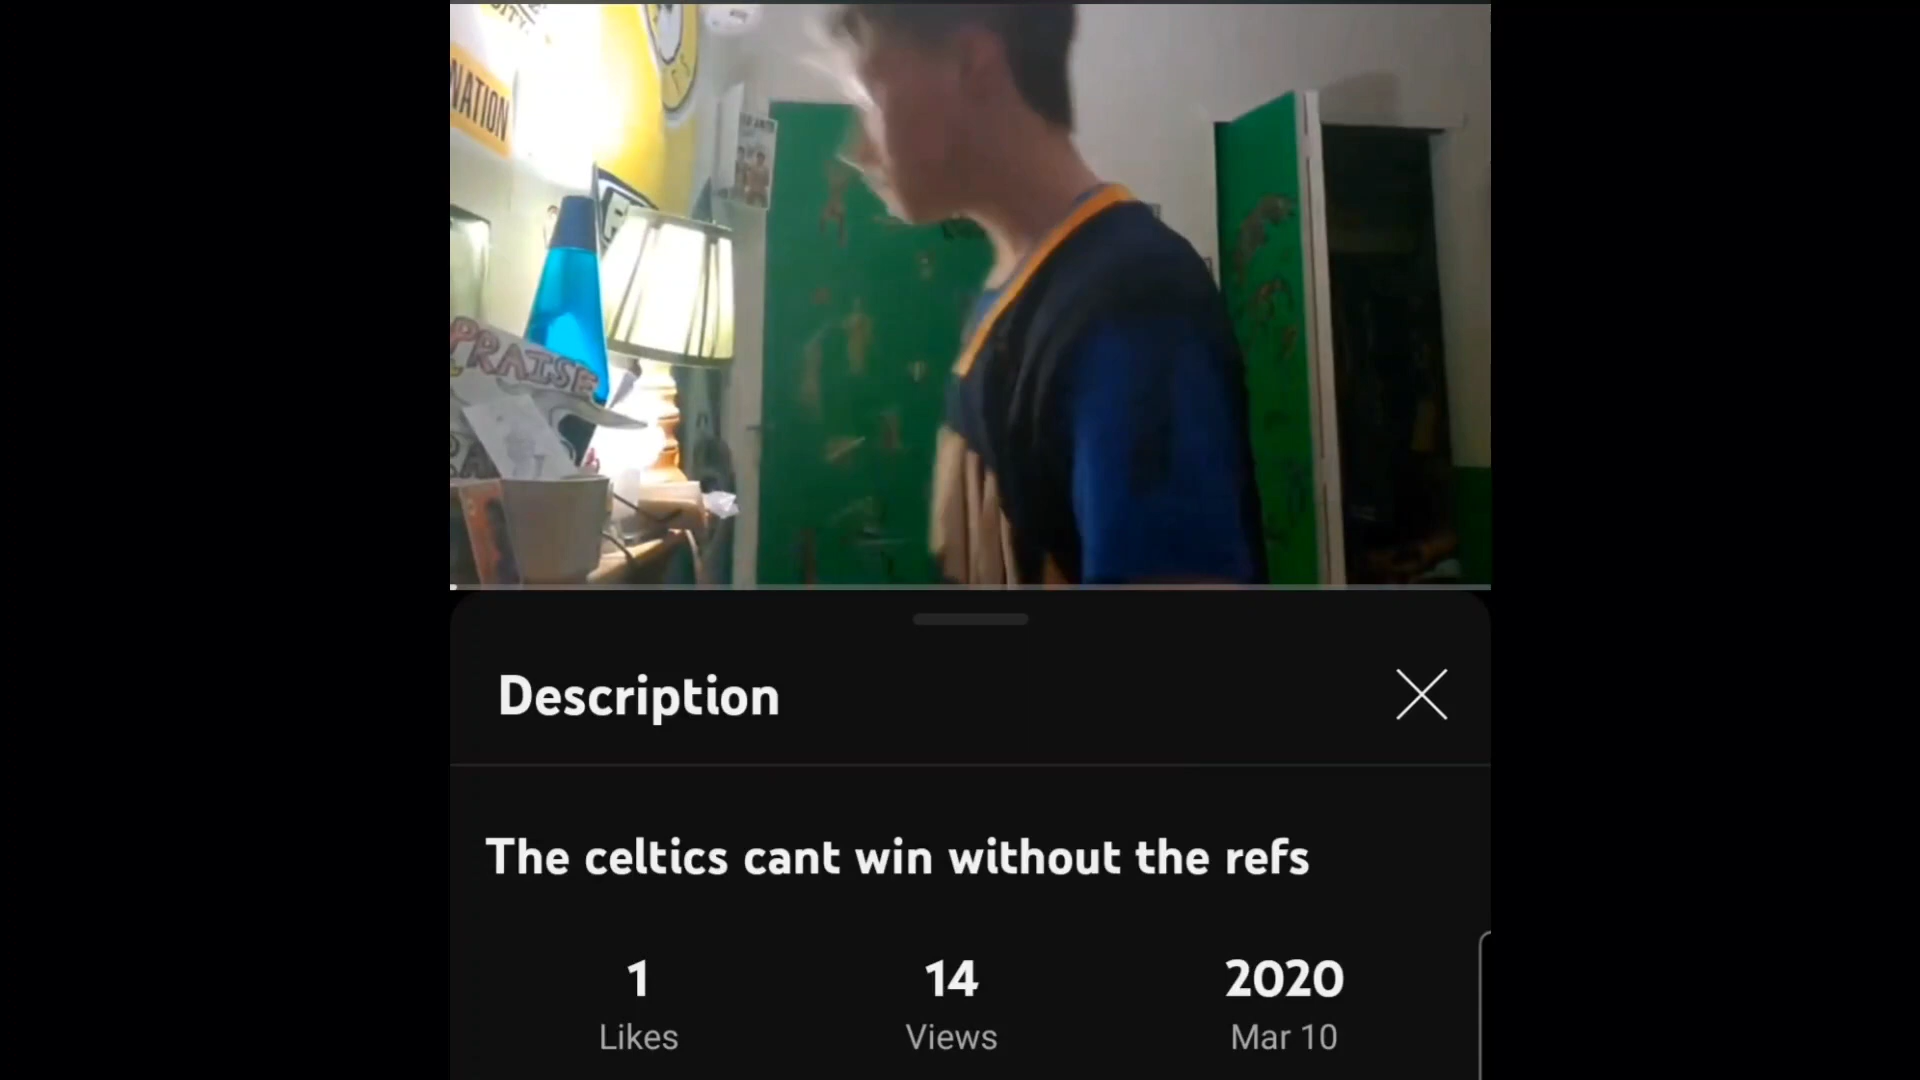 NATION
PRAISE
Description
The celtics cant win without the refs
1
14
2020
Likes
Views
Mar 10